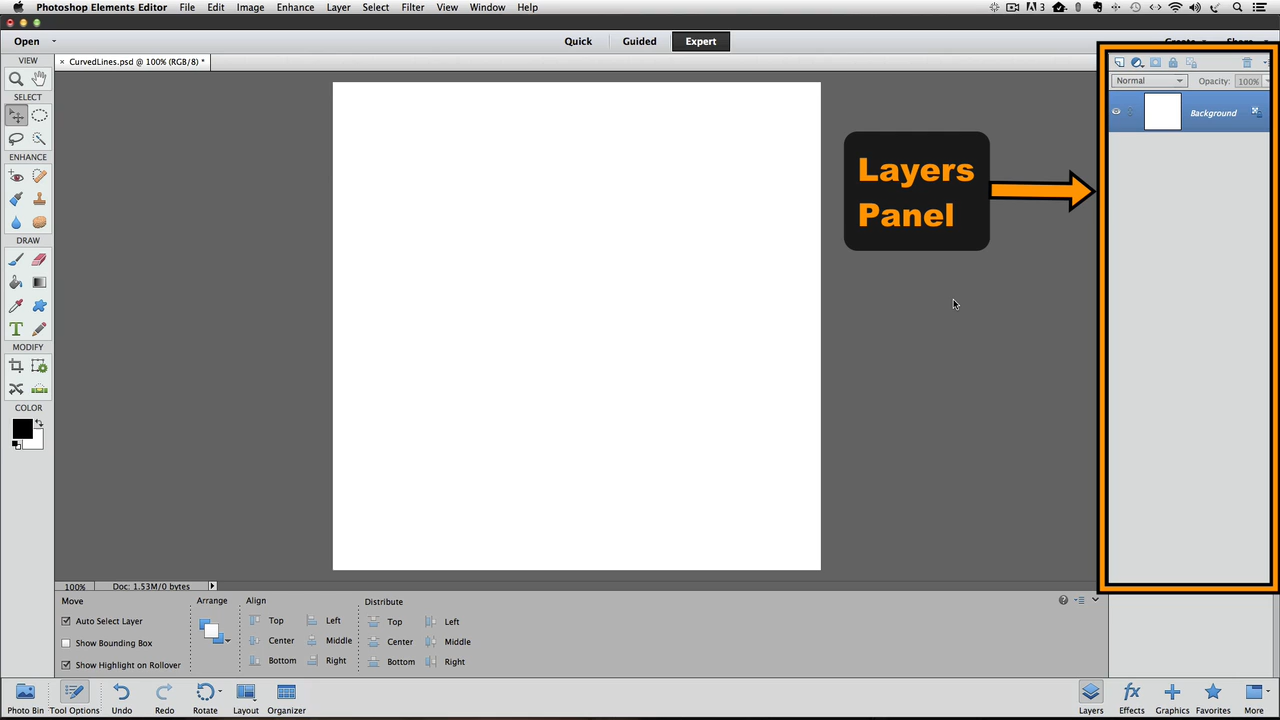 Photoshop Elements Editor File Edit Image Enhance Layer Select Filter View Window Help 3
Open Quick Guided Expert
VIEW × CurvedLines.psd @ 100% (RGB/8) *
SELECT
ENHANCE
DRAW
T
MODIFY
COLOR
Normal Opacity: 100%
Background
Layers
Panel
100% Doc: 1.53M/0 bytes
Move Arrange Align Distribute
Auto Select Layer Top Left Top Left
Show Bounding Box Center Middle Center Middle
Show Highlight on Rollover Bottom Right Bottom Right
Photo Bin Tool Options Undo Redo Rotate Layout Organizer Layers Effects Graphics Favorites More